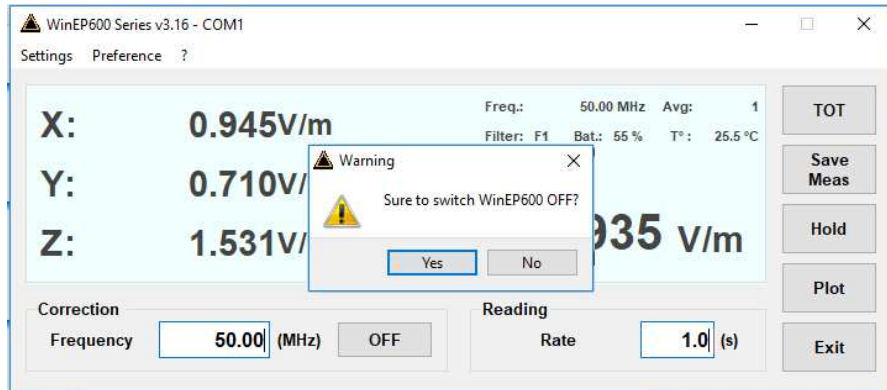 WinEP600 Series v3.16 - COM1
Settings Preference ?
X: 0.945V/m
Freq.: 50.00 MHz Avg: 1
Filter: F1 Bat.: 55 % T° : 25.5 °C
TOT
Warning
Sure to switch WinEP600 OFF?
Yes No
Y: 0.710V/
Z: 1.531V/
935 V/m
Save Meas
Hold
Plot
Exit
Correction
Frequency 50.00 (MHz) OFF
Reading
Rate 1.0 (s)